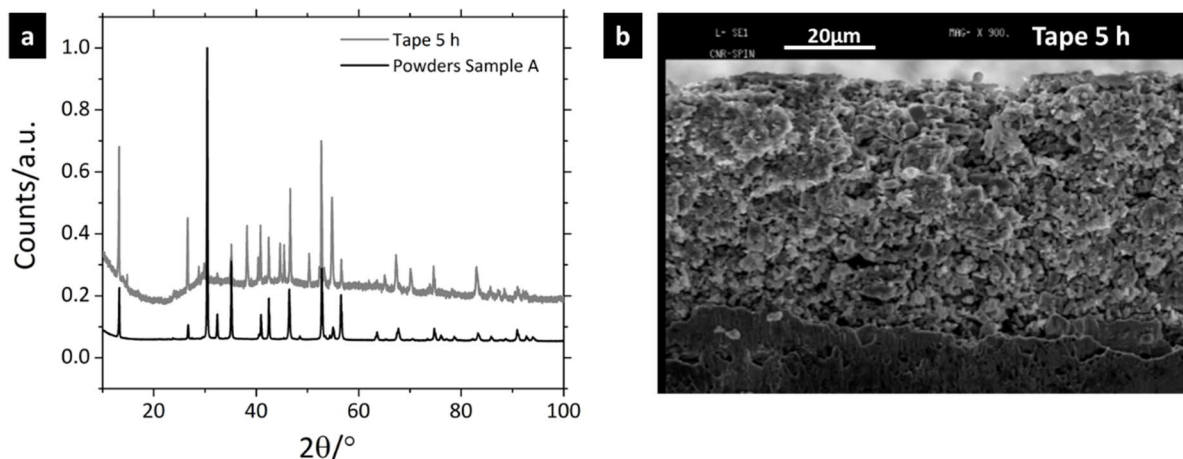 a
1.0
0.8
0.6
0.4
0.2
0.0
Counts/a.u.
20
40
60
80
100
2θ/°
Tape 5 h
Powders Sample A
b
L- SE1
20μm
MAG- X 900.
Tape 5 h
CNR-SPIN